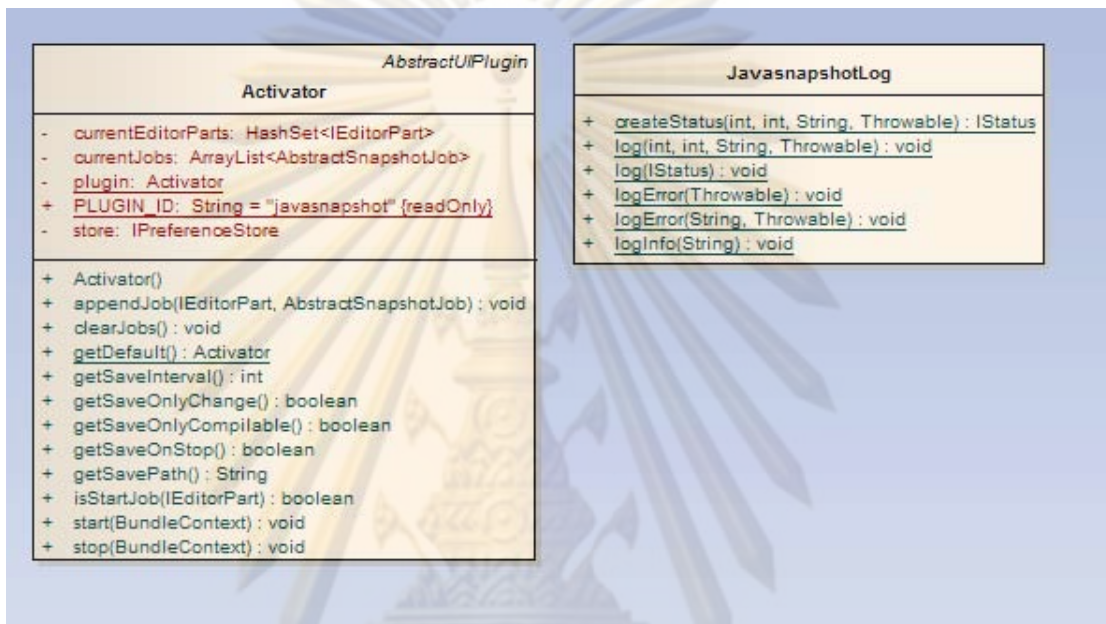 AbstractUIPlugin
Activator
- currentEditorParts: HashSet<IEditorPart>
- currentJobs: ArrayList<AbstractSnapshotJob>
- plugin: Activator
+ PLUGIN_ID: String = "javasnapshot" {readOnly}
- store: IPreferenceStore
+ Activator()
+ appendJob(IEditorPart, AbstractSnapshotJob) : void
+ clearJobs() : void
+ getDefault() : Activator
+ getSaveInterval() : int
+ getSaveOnlyChange() : boolean
+ getSaveOnlyCompilable() : boolean
+ getSaveOnStop() : boolean
+ getSavePath() : String
+ isStartJob(IEditorPart) : boolean
+ start(BundleContext) : void
+ stop(BundleContext) : void
JavasnapshotLog
+ createStatus(int, int, String, Throwable) : IStatus
+ log(int, int, String, Throwable) : void
+ log(IStatus) : void
+ logError(Throwable) : void
+ logError(String, Throwable) : void
+ logInfo(String) : void